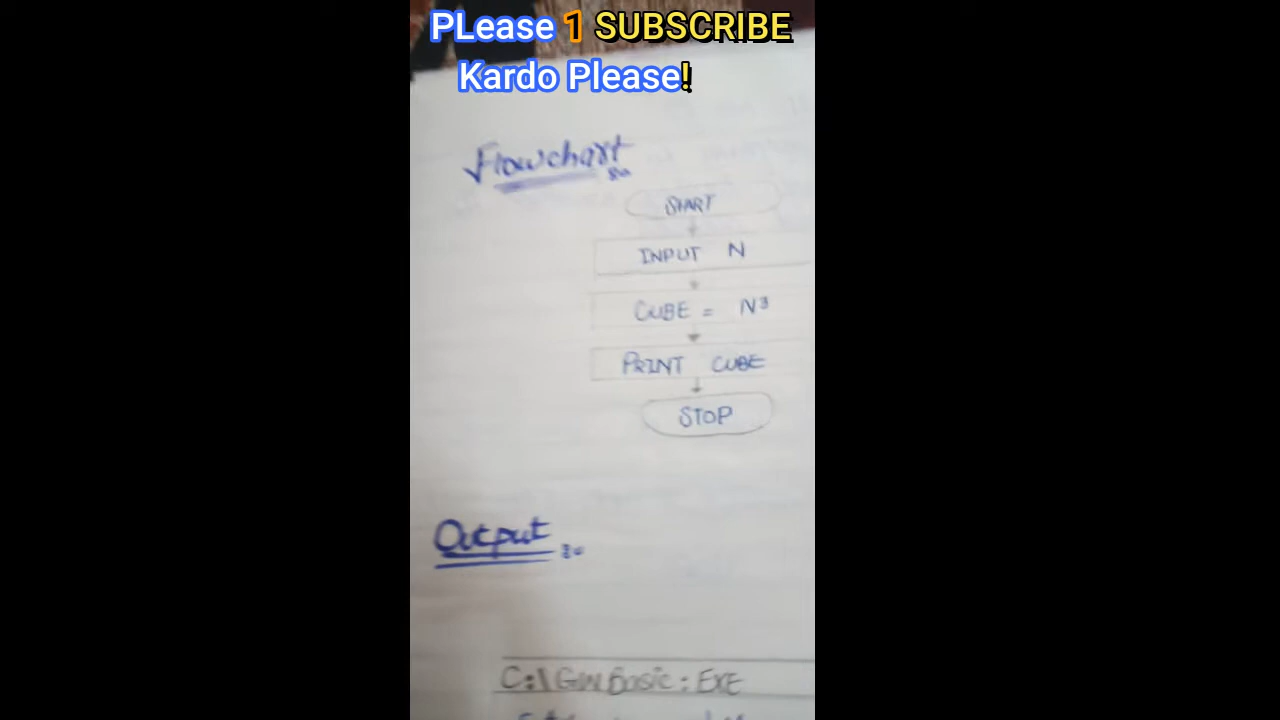 PLease 1 SUBSCRIBE
Kardo Please!
Flowchart
START
INPUT N
CUBE = N³
PRINT CUBE
STOP
Output
C:\GWBasic:EXE